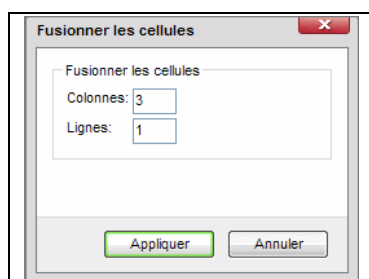 Fusionner les cellules
Fusionner les cellules
Colonnes: 3
Lignes: 1
Appliquer Annuler